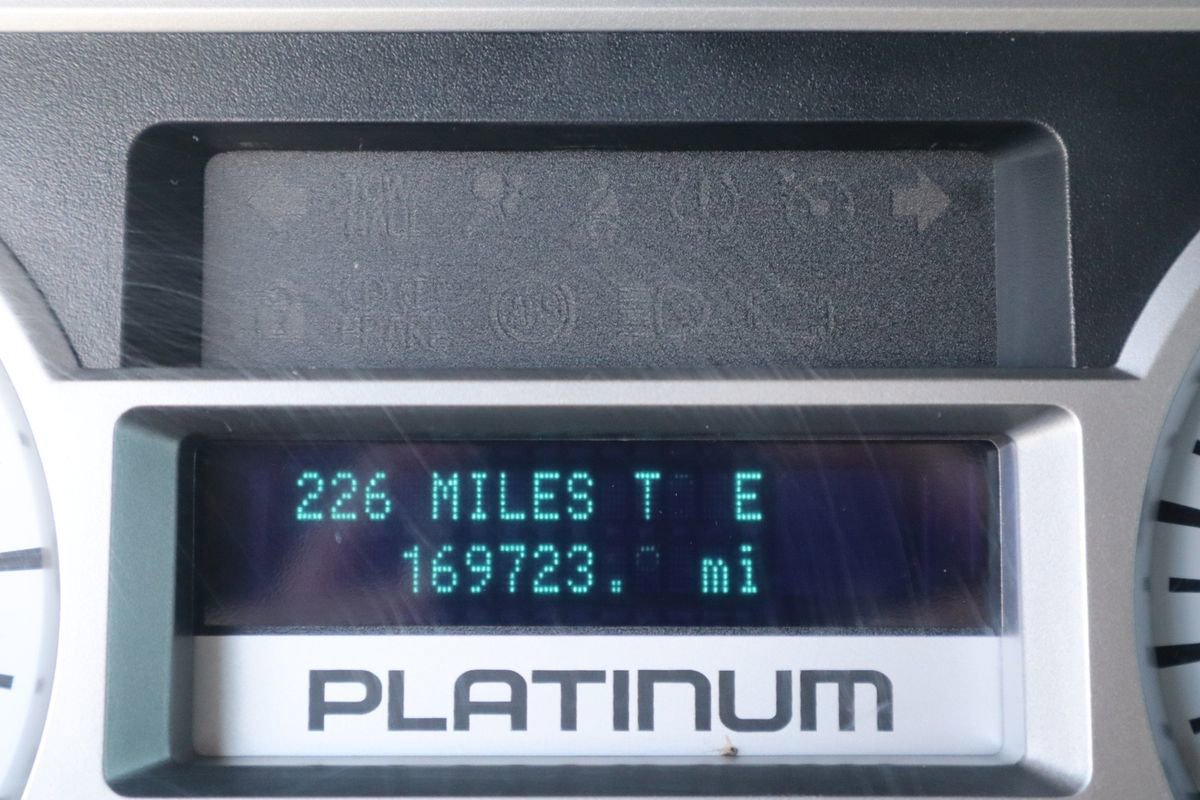 226 MILES T E
169723. mi
PLATINUM